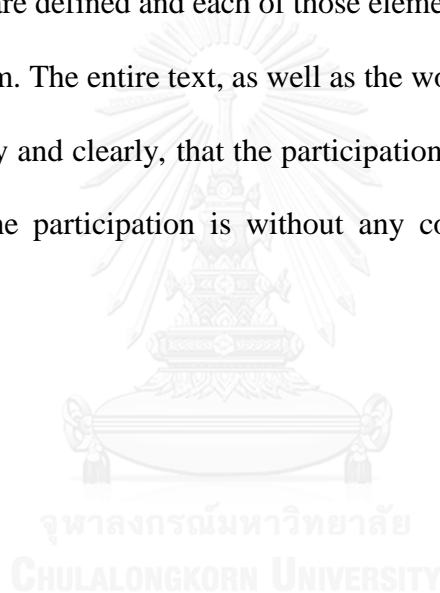 are defined and each of those eleme
m. The entire text, as well as the wo
y and clearly, that the participation
ne participation is without any co
จุฬาลงกรณ์มหาวิทยาลัย
CHULALONGKORN UNIVERSITY